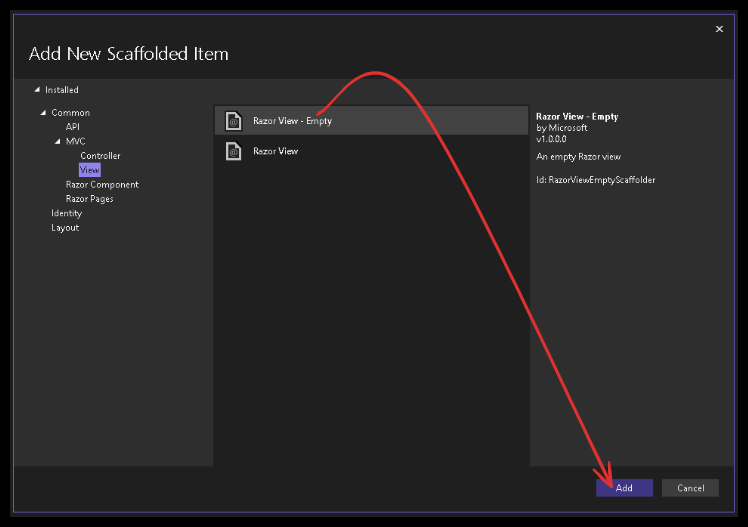 Add New Scaffolded Item
Installed
Common
API
MVC
Controller
View
Razor Component
Razor Pages
Identity
Layout
Razor View - Empty
Razor View
Razor View - Empty
by Microsoft
v1.0.0.0
An empty Razor view
Id: RazorViewEmptyScaffolder
Add
Cancel